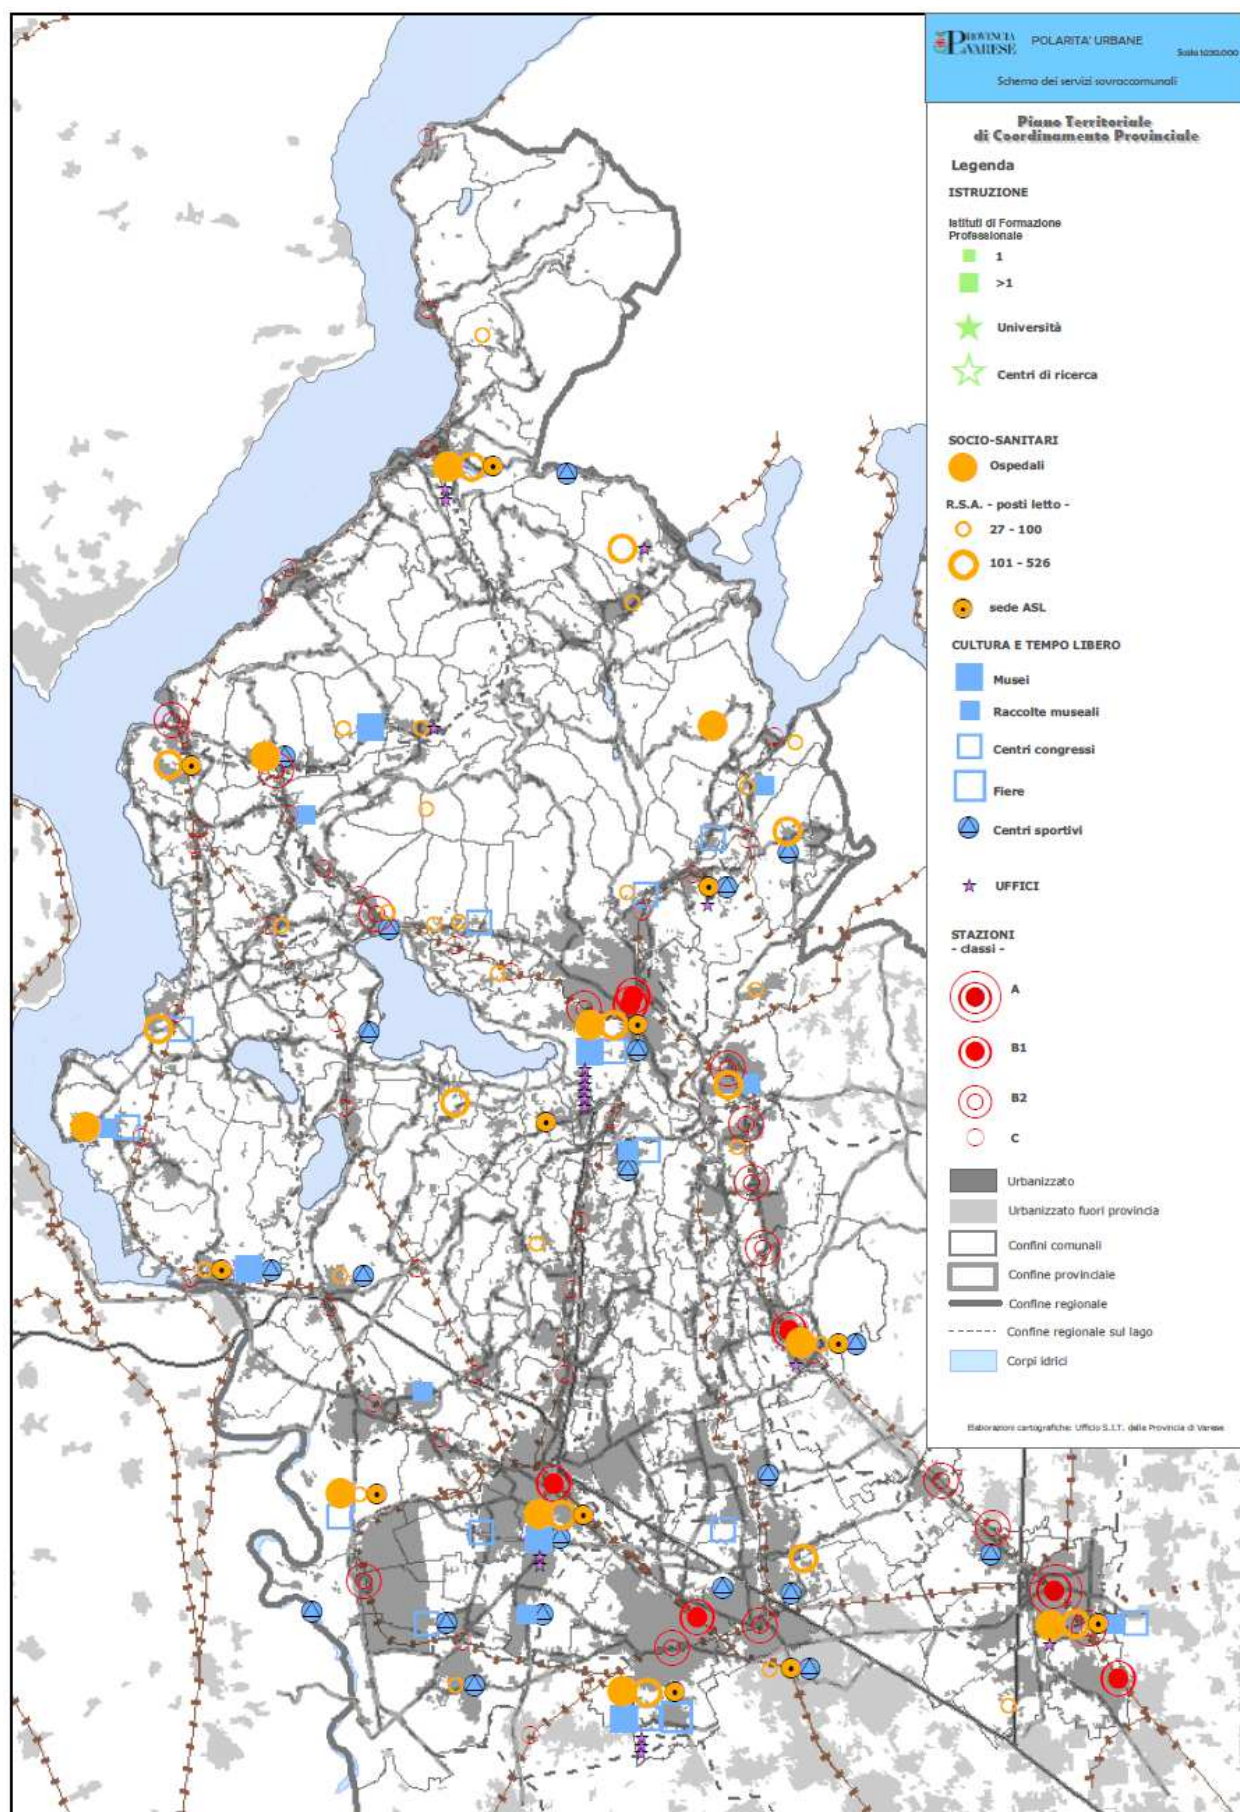 PROVINCIA
VARESE
POLARITA' URBANE
Schema dei servizi sovraccomunali
Piano Territoriale
di Coordinamento Provinciale
Legenda
ISTRUZIONE
Istituti di Formazione
Professionale
1
>1
Università
Centri di ricerca
SOCIO-SANITARI
Ospedali
R.S.A. - posti letto -
27 - 100
101 - 526
sede ASL
CULTURA E TEMPO LIBERO
Musei
Raccolte museali
Centri congressi
Fiere
Centri sportivi
UFFICI
STAZIONI
- classi -
A
B1
B2
C
Urbanizzato
Urbanizzato fuori provincia
Confini comunali
Confine provinciale
Confine regionale
Confine regionale sul lago
Corpi idrici
Elaborazioni cartografiche: Ufficio S.I.T. della Provincia di Varese